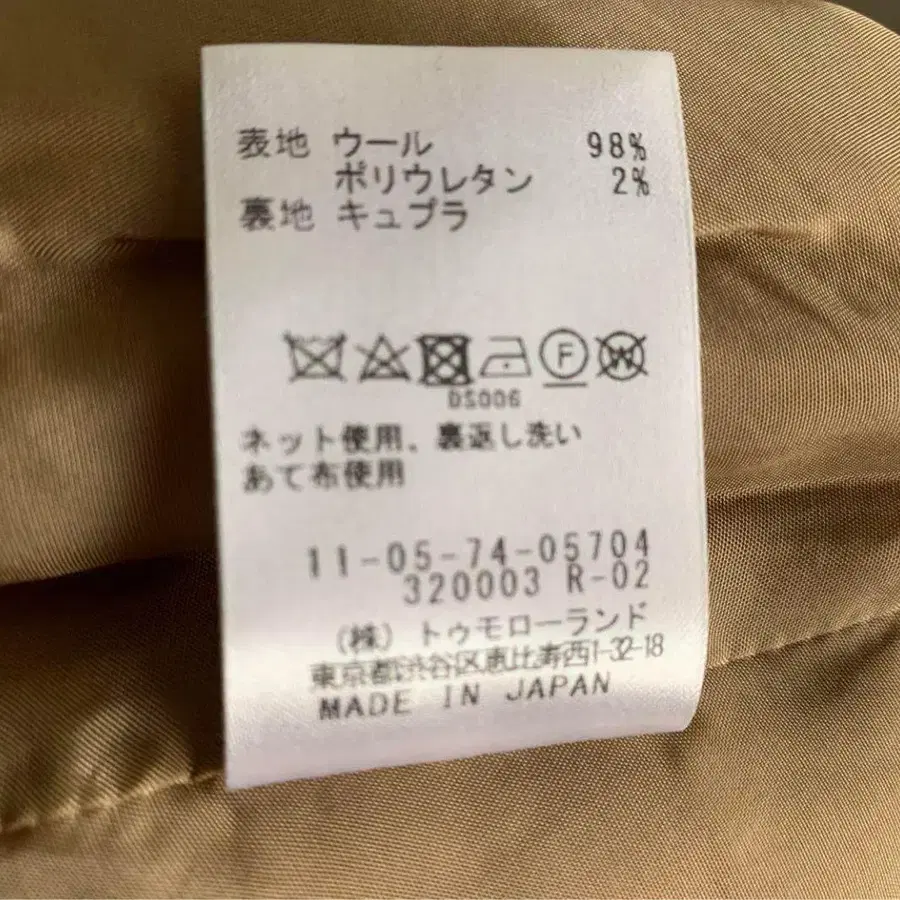 表地 ウール 98%
ポリウレタン 2%
裏地 キュプラ
F W
DS006
ネット使用、裏返し洗い
あて布使用
11-05-74-05704
320003 R-02
(株) トゥモローランド
東京都渋谷区恵比寿西1-32-18
MADE IN JAPAN